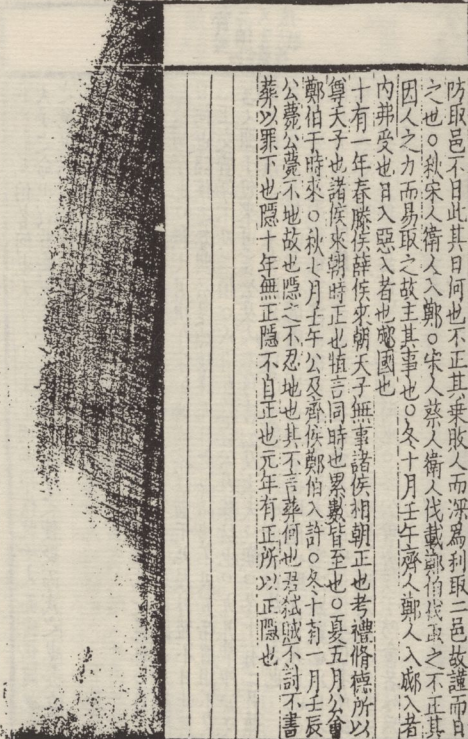 防取邑不日此其日何也不正其乗敗人而深爲利取二邑故謹而日
之也○秋宋人衛人入鄭○宋人蔡人衛人伐載鄭伯伐取之不正其
因人之力而易取之故主其事也○冬十月壬午齊人鄭人入郕入者
内弗受也日入惡入者也郕國也
十有一年春滕侯薛侯來朝天子無事諸侯相朝正也考禮脩德所以
尊天子也諸侯來朝時正也犆言同時也累數皆至也○夏五月公會
鄭伯于時來○秋七月壬午公及齊侯鄭伯入許○冬十有一月壬辰
公薨公薨不地故也隱之不忍地也其不言葬何也君弑賊不討不書
葬以罪下也隱十年無正隱不自正也元年有正所以正隱也